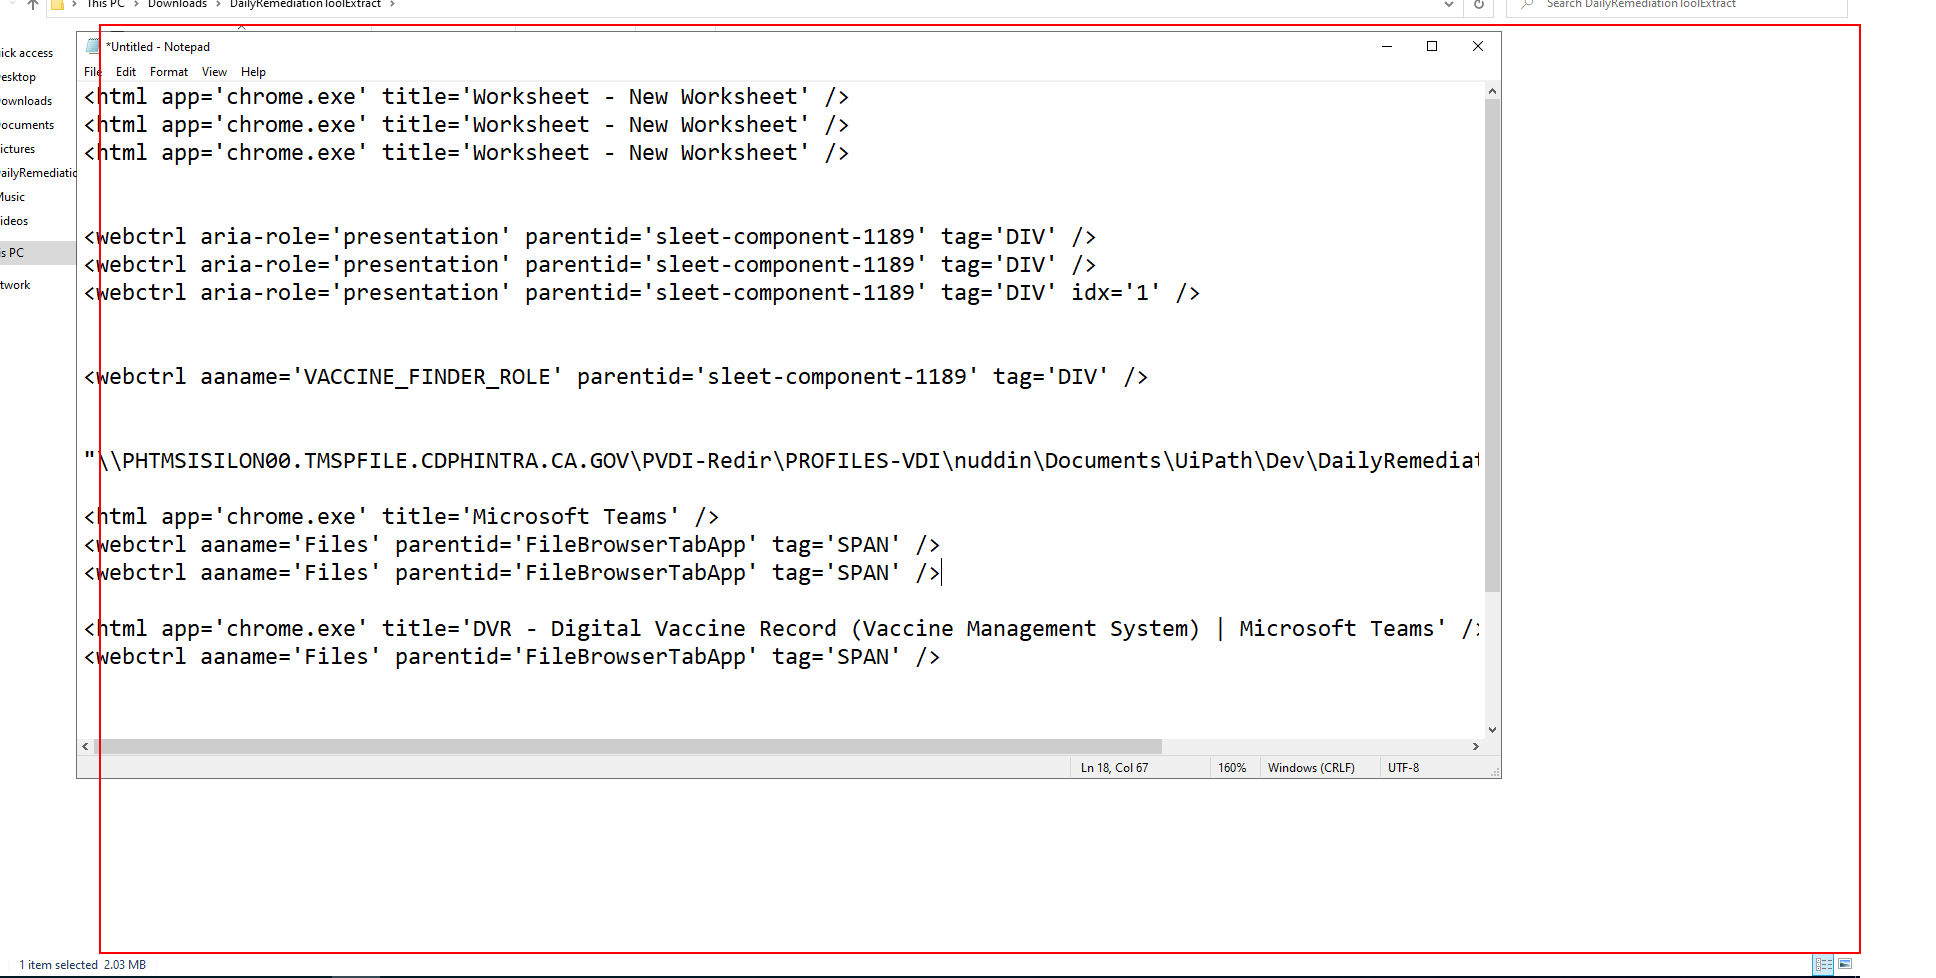 This PC > Downloads > DailyRemediationToolExtract >
Search DailyRemediationToolExtract
*Untitled - Notepad
File Edit Format View Help
ick access
esktop
ownloads
ocuments
ictures
ailyRemediatio
Music
ideos
is PC
twork
<html app='chrome.exe' title='Worksheet - New Worksheet' />
<html app='chrome.exe' title='Worksheet - New Worksheet' />
<html app='chrome.exe' title='Worksheet - New Worksheet' />
<webctrl aria-role='presentation' parentid='sleet-component-1189' tag='DIV' />
<webctrl aria-role='presentation' parentid='sleet-component-1189' tag='DIV' />
<webctrl aria-role='presentation' parentid='sleet-component-1189' tag='DIV' idx='1' />
<webctrl aaname='VACCINE_FINDER_ROLE' parentid='sleet-component-1189' tag='DIV' />
"\\PHTMSISILON00.TMSPFILE.CDPHINTRA.CA.GOV\PVDI-Redir\PROFILES-VDI\nuddin\Documents\UiPath\Dev\DailyRemediat
<html app='chrome.exe' title='Microsoft Teams' />
<webctrl aaname='Files' parentid='FileBrowserTabApp' tag='SPAN' />
<webctrl aaname='Files' parentid='FileBrowserTabApp' tag='SPAN' />
<html app='chrome.exe' title='DVR - Digital Vaccine Record (Vaccine Management System) | Microsoft Teams' />
<webctrl aaname='Files' parentid='FileBrowserTabApp' tag='SPAN' />
Ln 18, Col 67 160% Windows (CRLF) UTF-8
1 item selected 2.03 MB